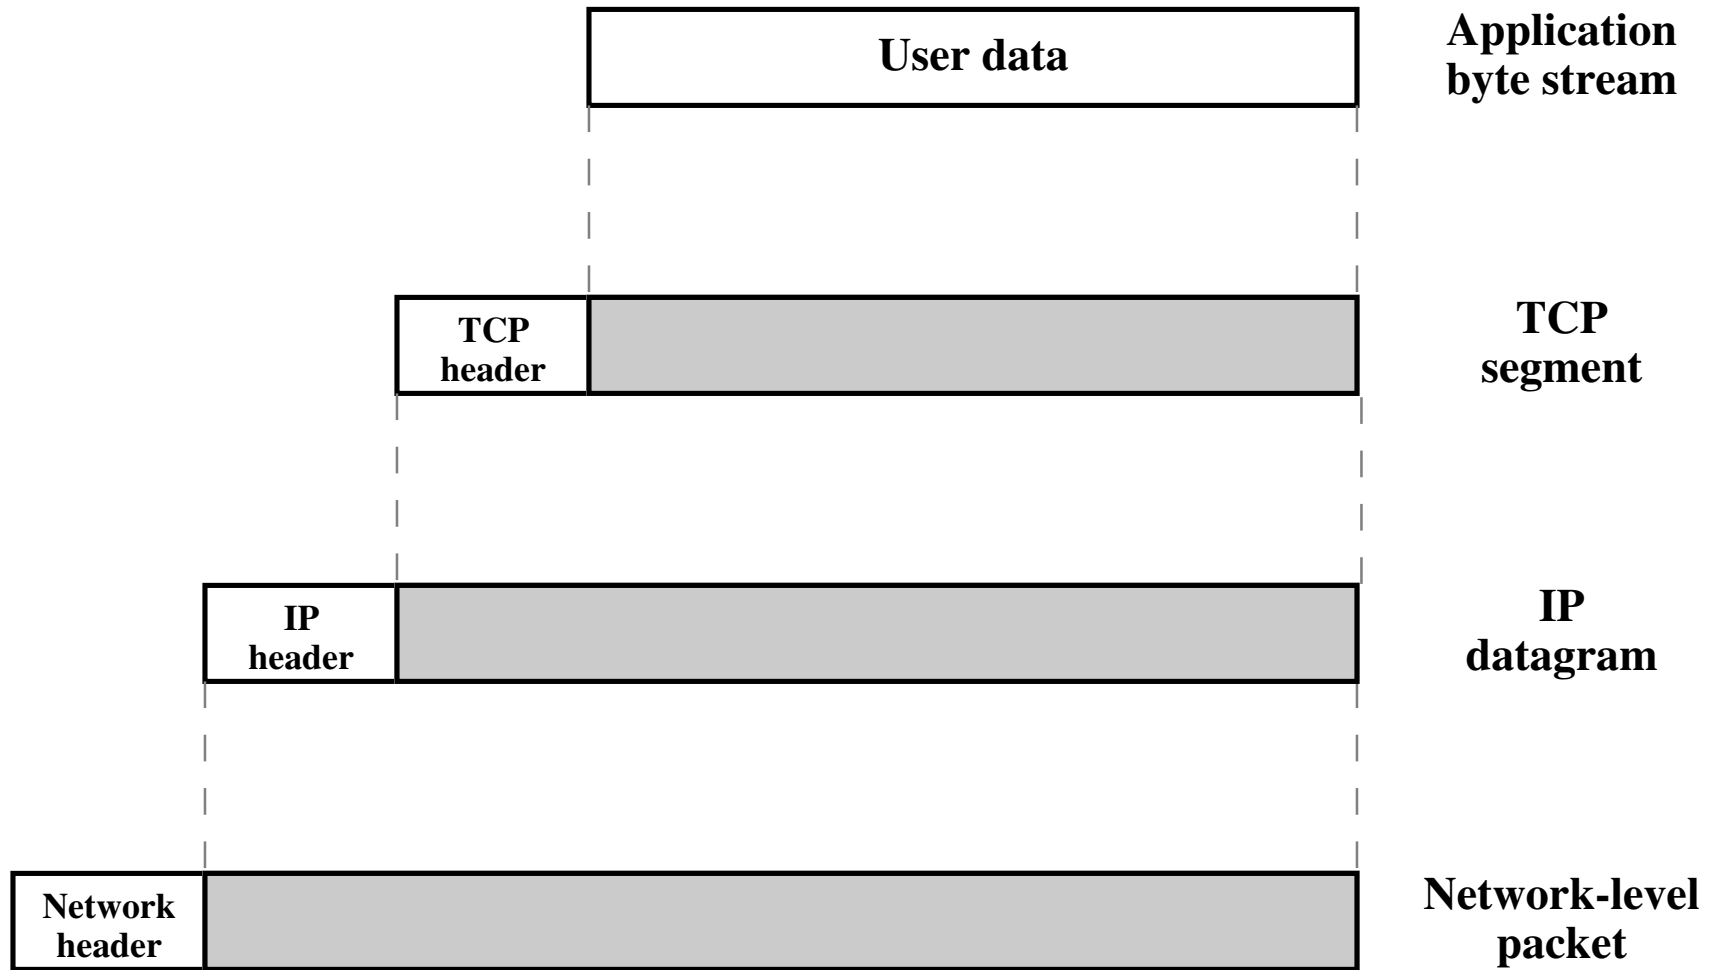 User data
Application
byte stream
TCP
header
TCP
segment
IP
header
IP
datagram
Network
header
Network-level
packet